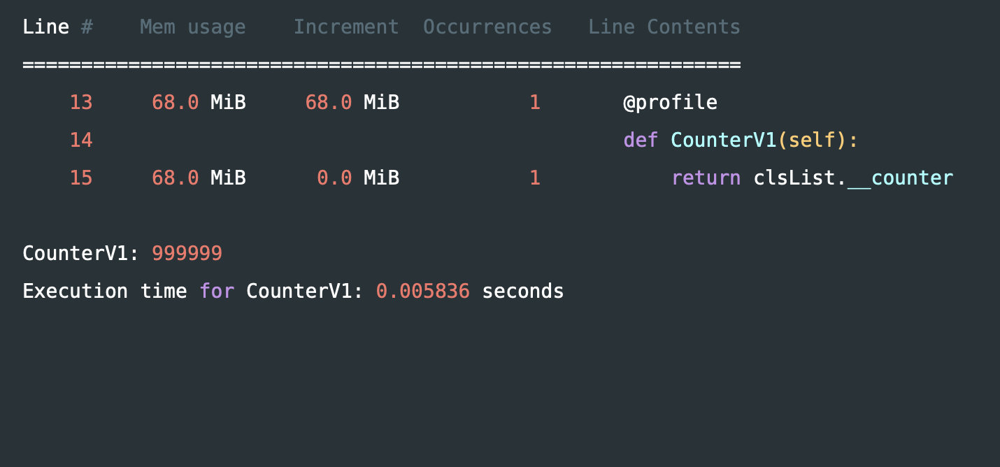 Line #    Mem usage    Increment  Occurrences   Line Contents
=============================================================
    13     68.0 MiB     68.0 MiB           1       @profile
    14                                             def CounterV1(self):
    15     68.0 MiB      0.0 MiB           1           return clsList.__counter
CounterV1: 999999
Execution time for CounterV1: 0.005836 seconds